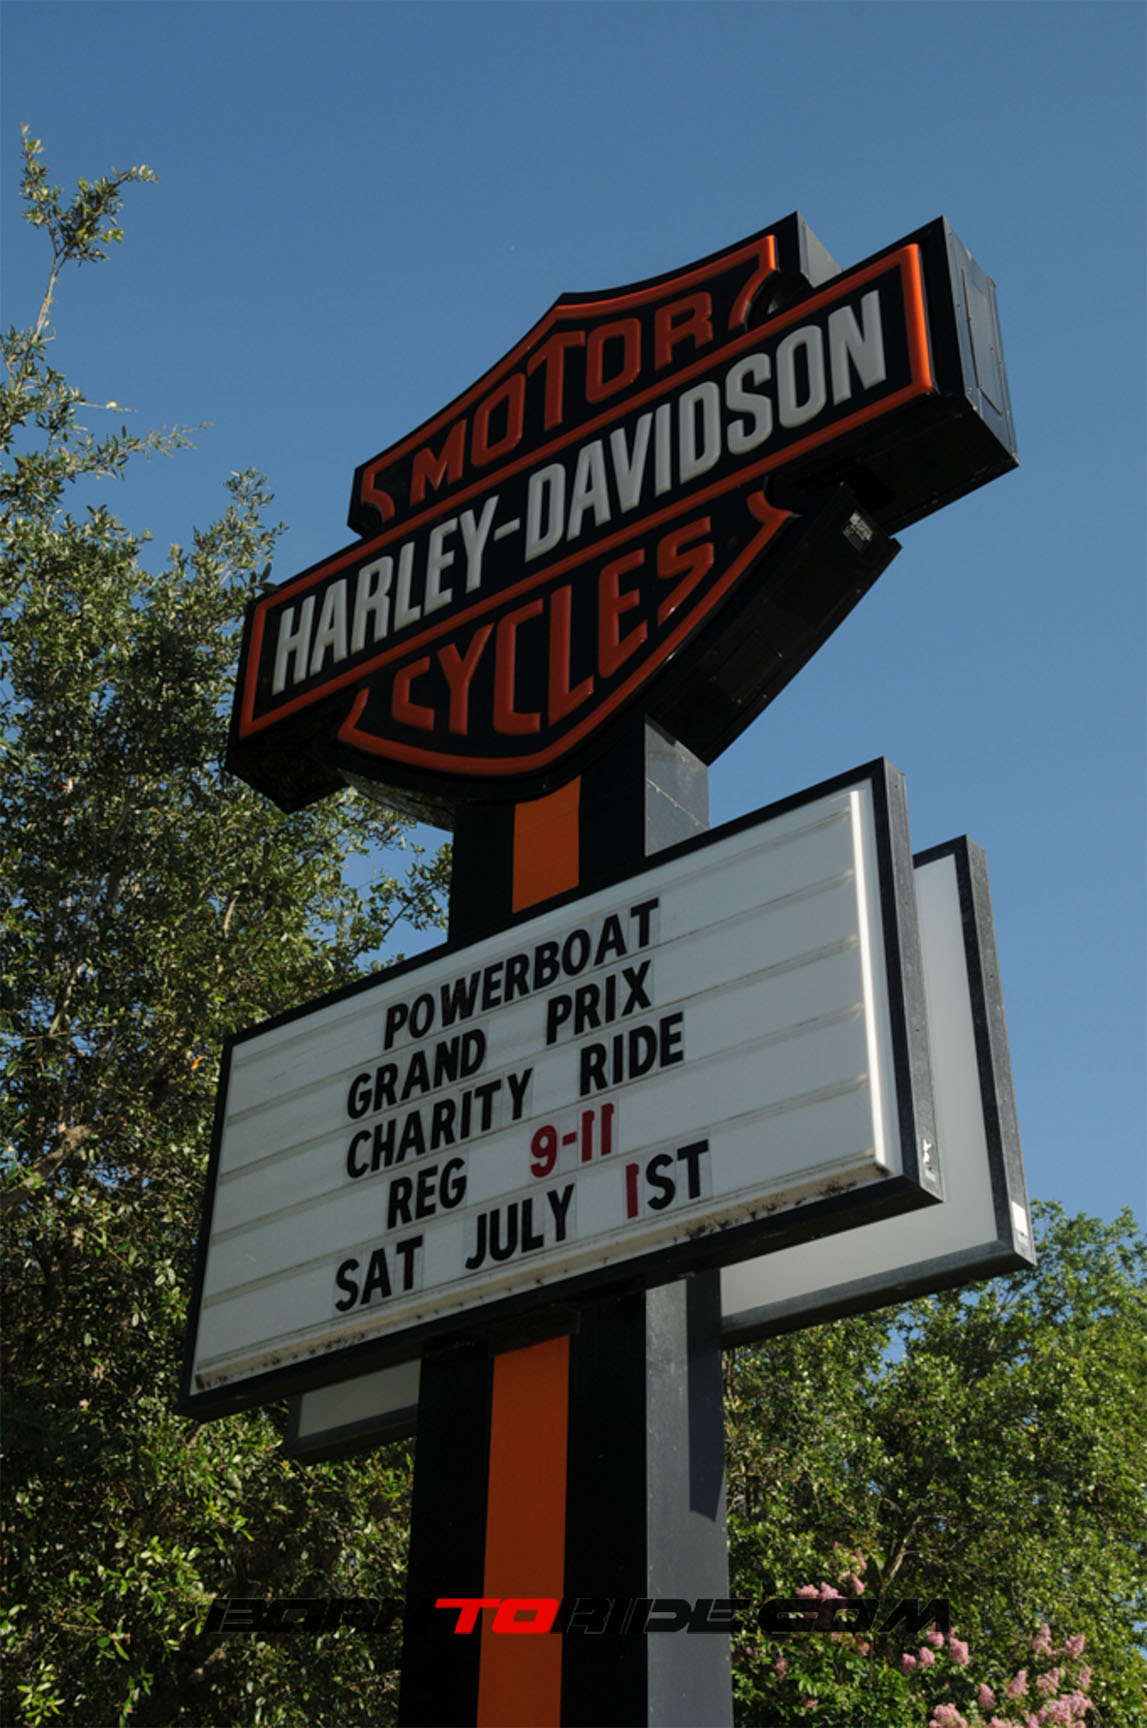 MOTOR
HARLEY-DAVIDSON
CYCLES
POWERBOAT
GRAND PRIX
CHARITY RIDE
REG 9-11
SAT JULY 1ST
BORNTORIDE.COM